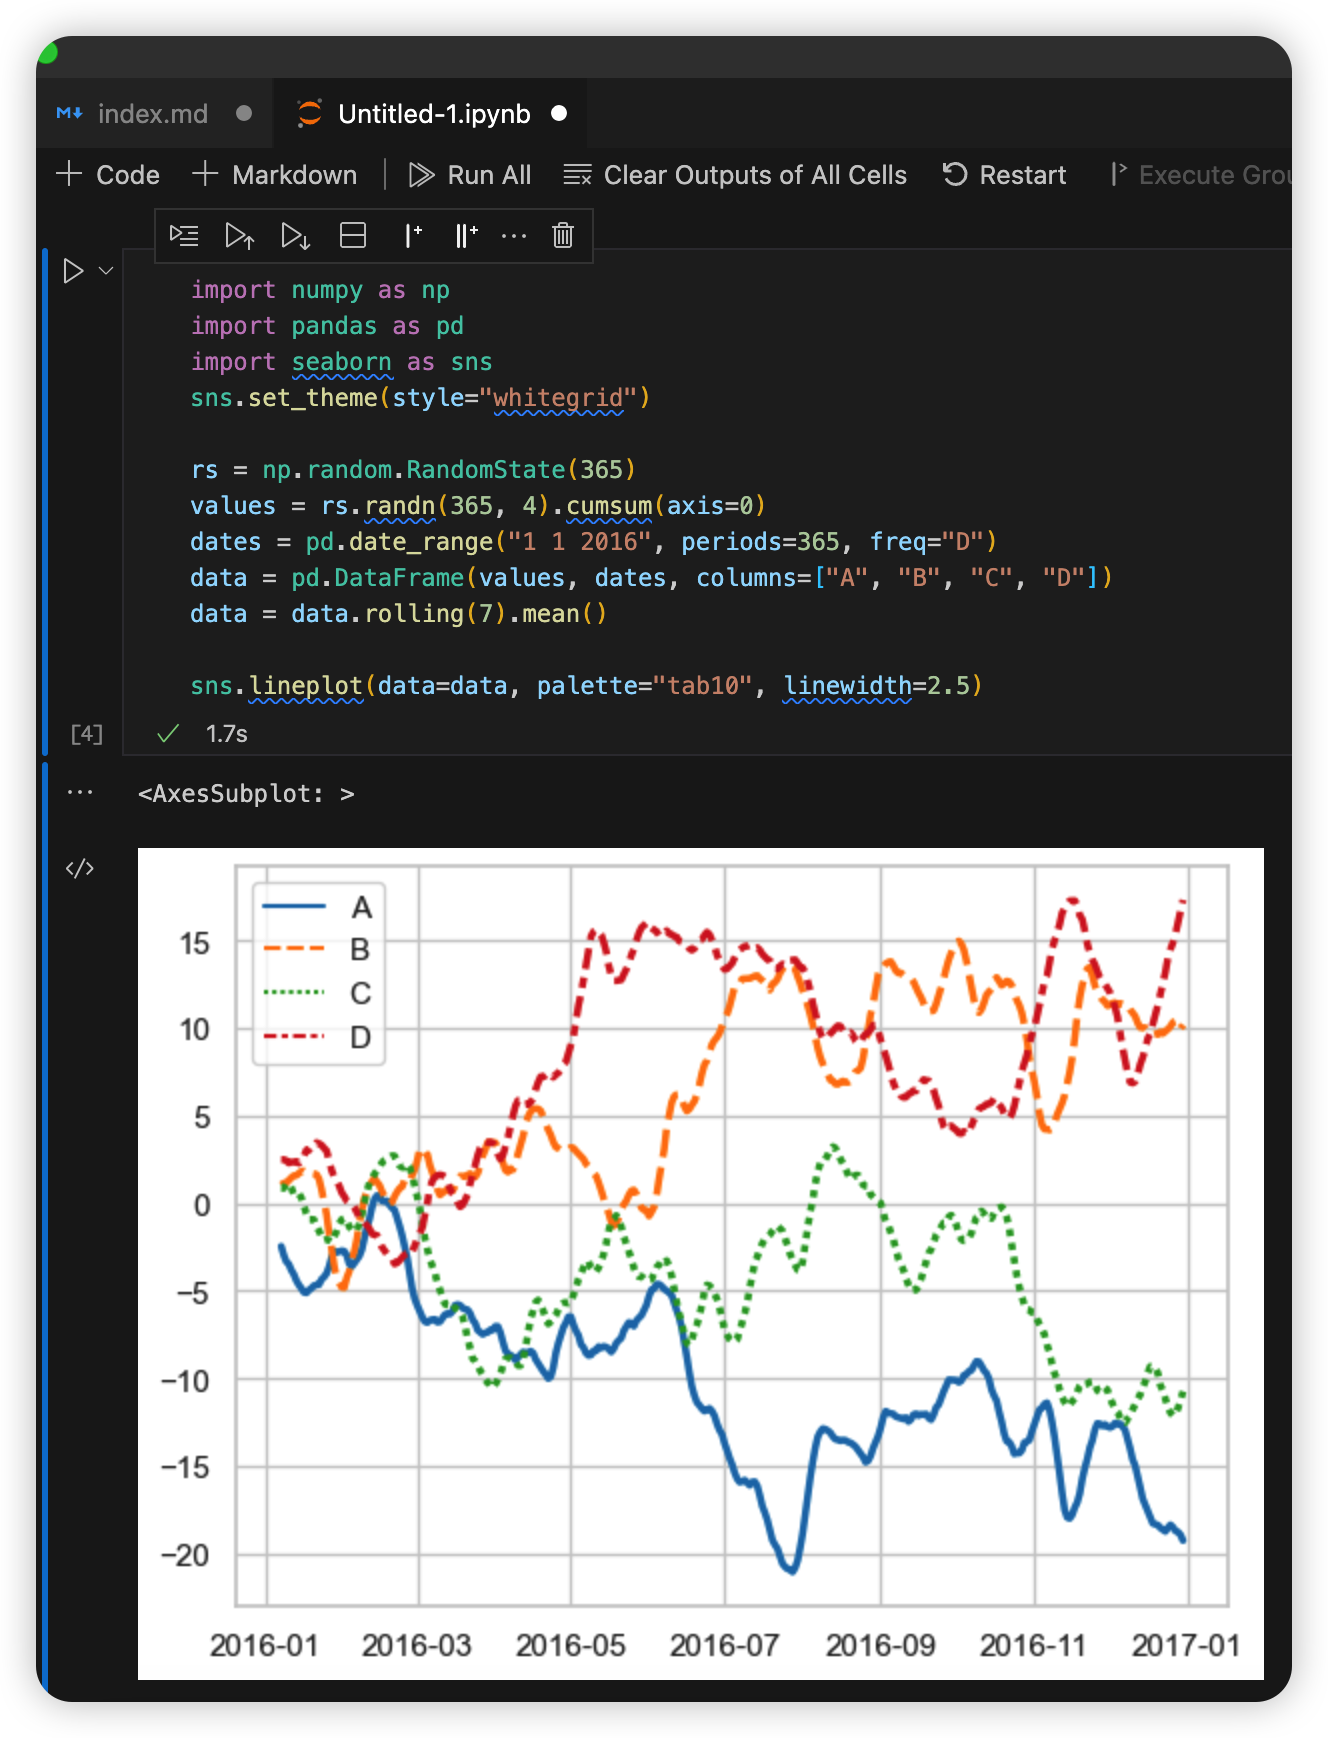 index.md
Untitled-1.ipynb
Code Markdown Run All Clear Outputs of All Cells Restart Execute
import numpy as np
import pandas as pd
import seaborn as sns
sns.set_theme(style="whitegrid")
rs = np.random.RandomState(365)
values = rs.randn(365, 4).cumsum(axis=0)
dates = pd.date_range("1 1 2016", periods=365, freq="D")
data = pd.DataFrame(values, dates, columns=["A", "B", "C", "D"])
data = data.rolling(7).mean()
sns.lineplot(data=data, palette="tab10", linewidth=2.5)
[4] 1.7s
<AxesSubplot: >
A
B
C
D
15
10
5
0
−5
−10
−15
−20
2016-01 2016-03 2016-05 2016-07 2016-09 2016-11 2017-01